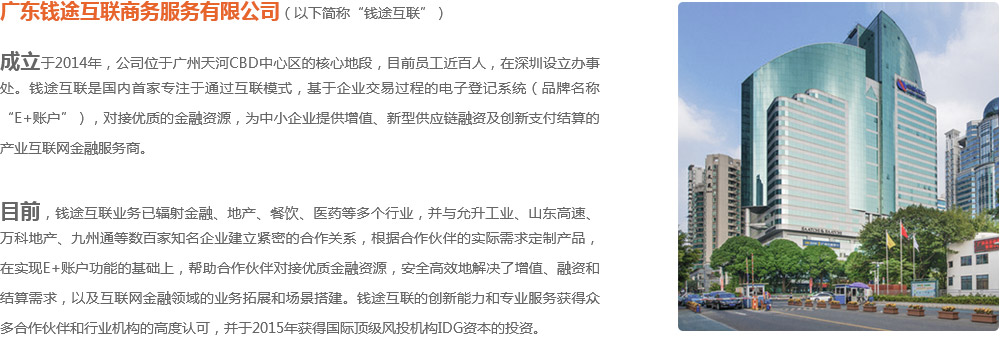 广东钱途互联商务服务有限公司（以下简称“钱途互联”）
成立于2014年，公司位于广州天河CBD中心区的核心地段，目前员工近百人，在深圳设立办事
处。钱途互联是国内首家专注于通过互联模式，基于企业交易过程的电子登记系统（品牌名称
“E+账户”），对接优质的金融资源，为中小企业提供增值、新型供应链融资及创新支付结算的
产业互联网金融服务商。
目前，钱途互联业务已辐射金融、地产、餐饮、医药等多个行业，并与允升工业、山东高速、
万科地产、九州通等数百家知名企业建立紧密的合作关系，根据合作伙伴的实际需求定制产品，
在实现E+账户功能的基础上，帮助合作伙伴对接优质金融资源，安全高效地解决了增值、融资和
结算需求，以及互联网金融领域的业务拓展和场景搭建。钱途互联的创新能力和专业服务获得众
多合作伙伴和行业机构的高度认可，并于2015年获得国际顶级风投机构IDG资本的投资。